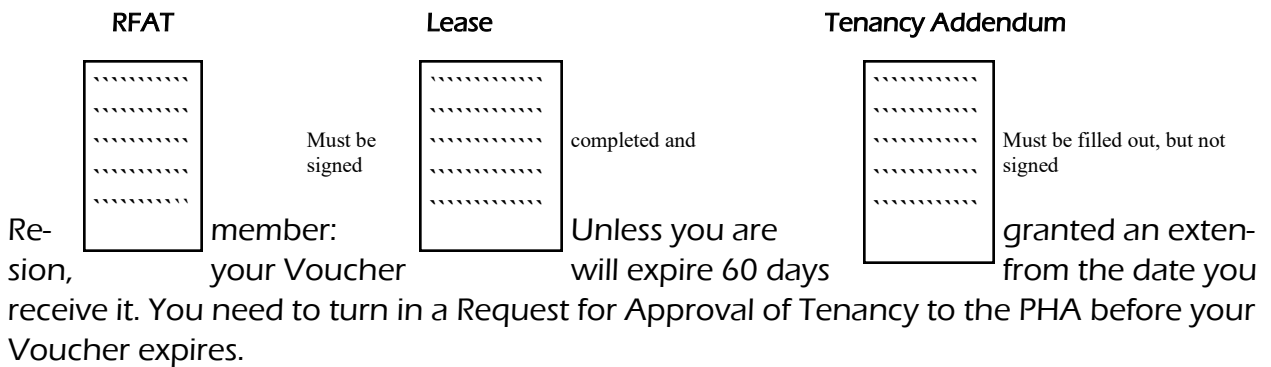 RFAT Lease Tenancy Addendum
Must be completed and Must be filled out, but not
signed signed
Re- member: Unless you are granted an exten-
sion, your Voucher will expire 60 days from the date you
receive it. You need to turn in a Request for Approval of Tenancy to the PHA before your
Voucher expires.